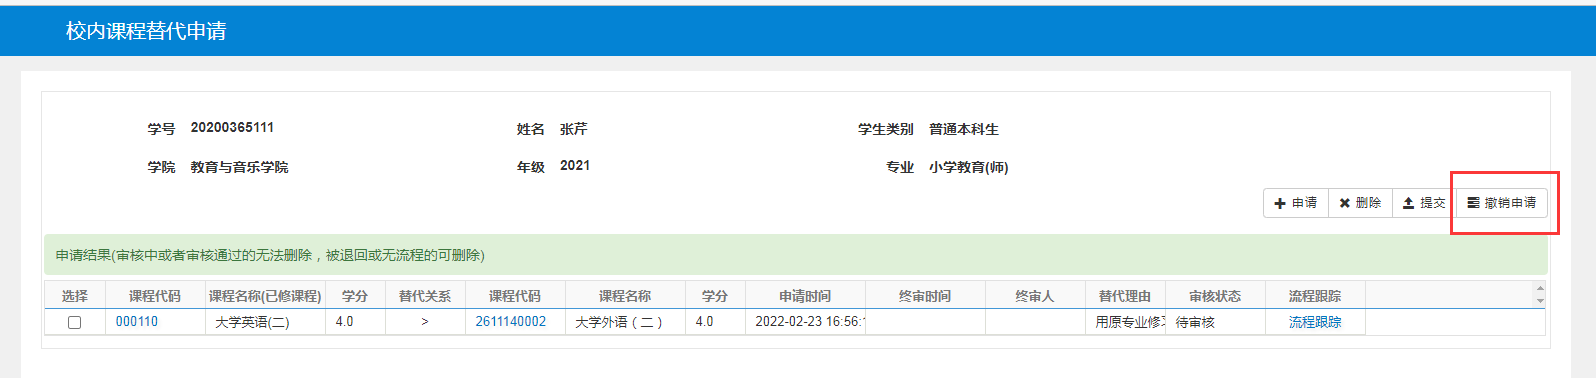 校内课程替代申请
学号 20200365111 姓名 张芹 学生类别 普通本科生
学院 教育与音乐学院 年级 2021 专业 小学教育(师)
申请 删除 提交 撤销申请
申请结果(审核中或者审核通过的无法删除，被退回或无流程的可删除)
选择 课程代码 课程名称(已修课程) 学分 替代关系 课程代码 课程名称 学分 申请时间 终审时间 终审人 替代理由 审核状态 流程跟踪
000110 大学英语(二) 4.0 > 2611140002 大学外语（二） 4.0 2022-02-23 16:56:1 用原专业修 待审核 流程跟踪